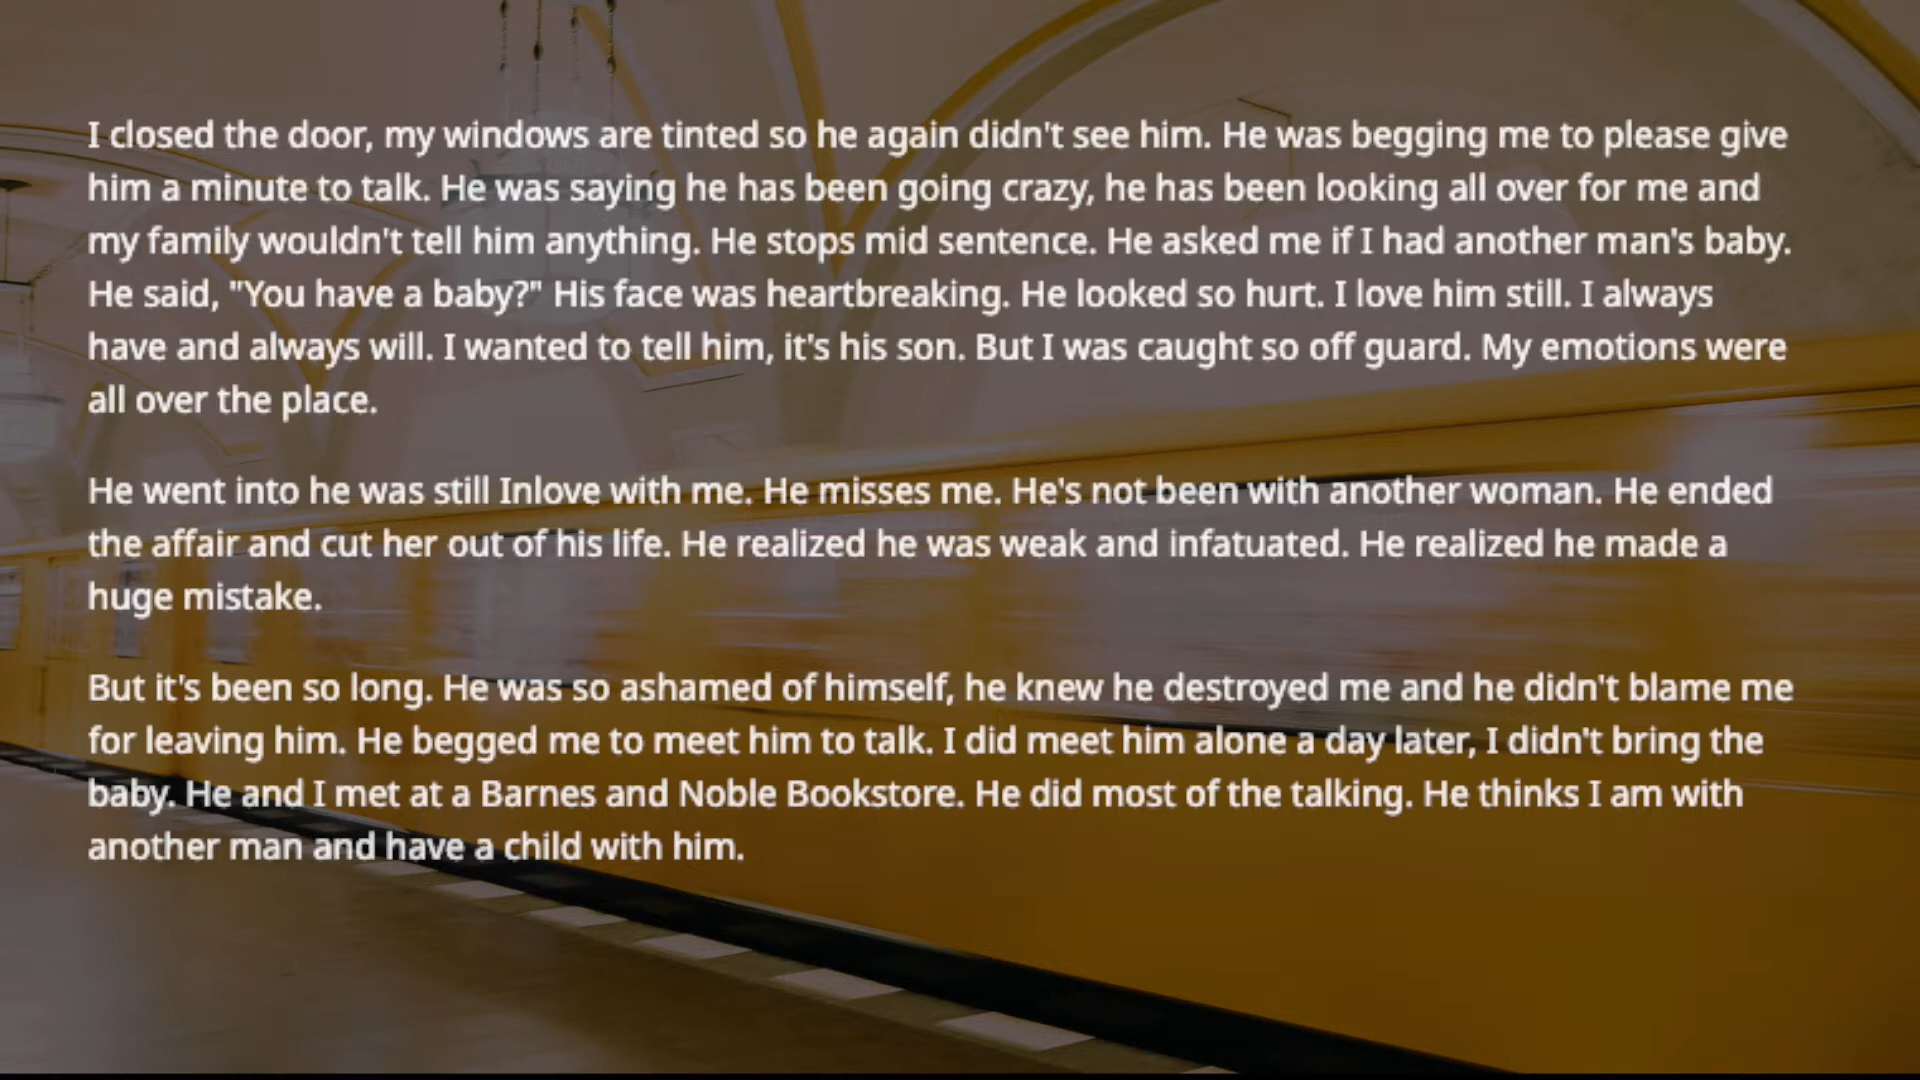 I closed the door, my windows are tinted so he again didn't see him. He was begging me to please give
him a minute to talk. He was saying he has been going crazy, he has been looking all over for me and
my family wouldn't tell him anything. He stops mid sentence. He asked me if I had another man's baby.
He said, "You have a baby?" His face was heartbreaking. He looked so hurt. I love him still. I always
have and always will. I wanted to tell him, it's his son. But I was caught so off guard. My emotions were
all over the place.
He went into he was still Inlove with me. He misses me. He's not been with another woman. He ended
the affair and cut her out of his life. He realized he was weak and infatuated. He realized he made a
huge mistake.
But it's been so long. He was so ashamed of himself, he knew he destroyed me and he didn't blame me
for leaving him. He begged me to meet him to talk. I did meet him alone a day later, I didn't bring the
baby. He and I met at a Barnes and Noble Bookstore. He did most of the talking. He thinks I am with
another man and have a child with him.